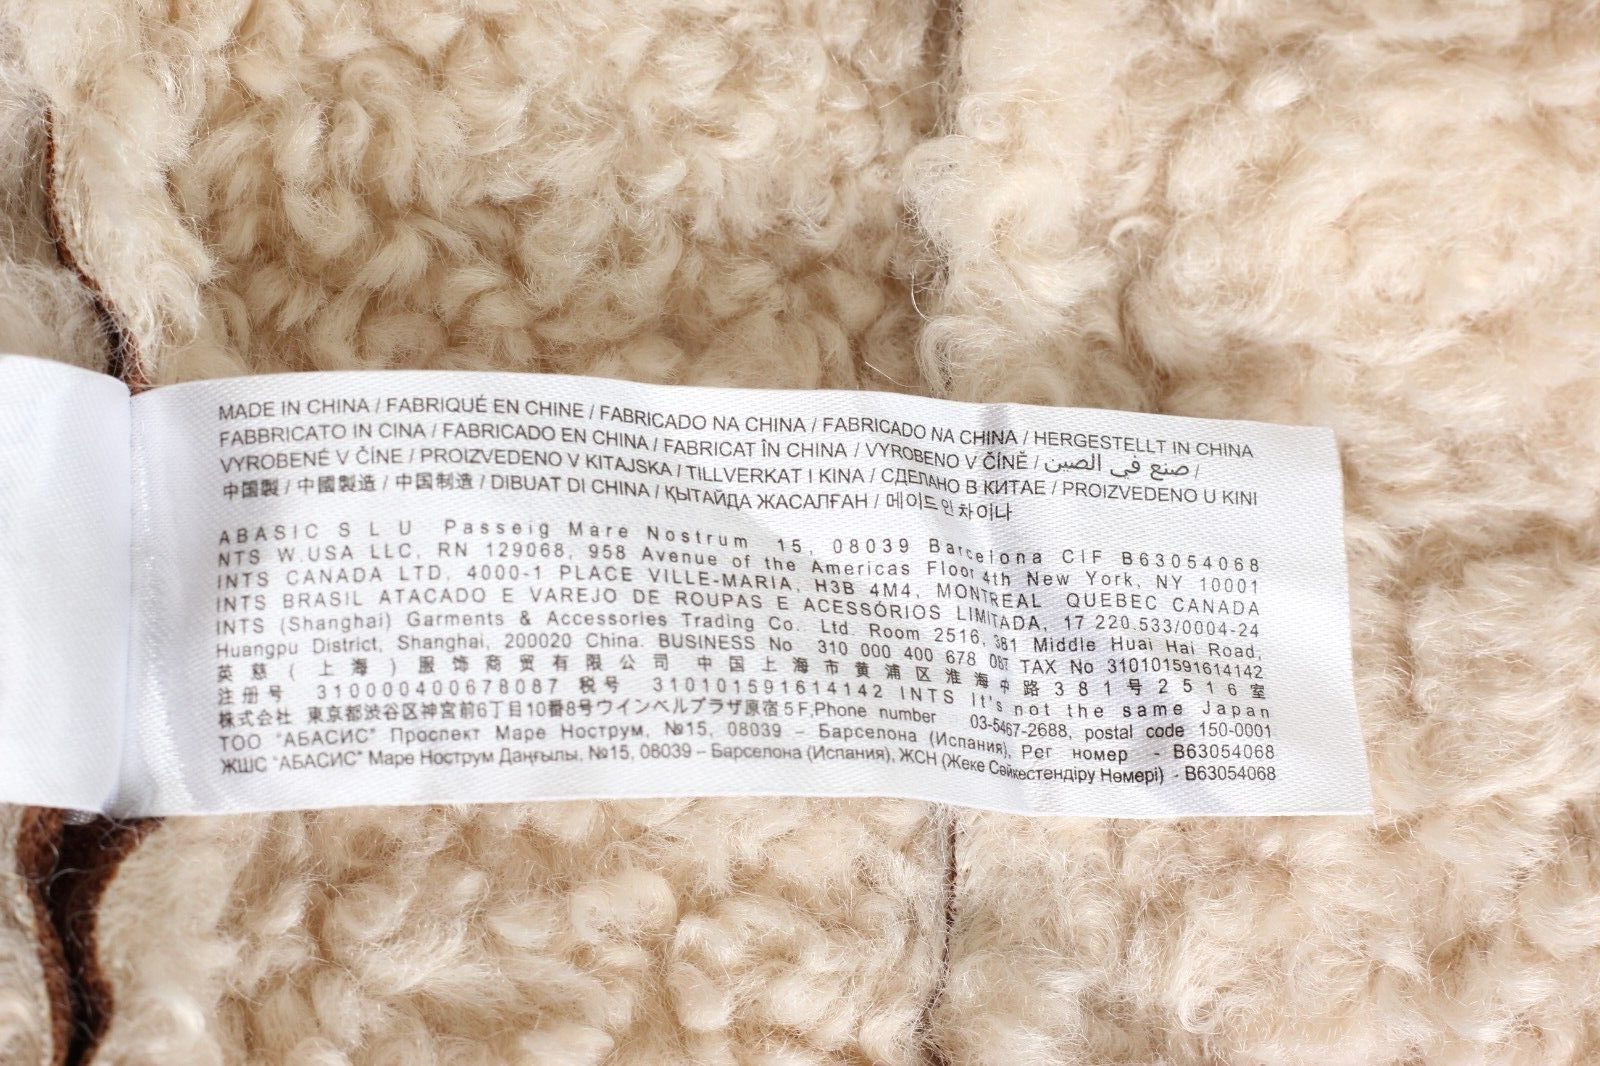 MADE IN CHINA / FABRIQUÉ EN CHINE / FABRICADO NA CHINA / FABRICADO NA CHINA / HERGESTELLT IN CHINA
FABBRICATO IN CINA / FABRICADO EN CHINA / FABRICAT ÎN CHINA / VYROBENO V ČÍNĚ / صنع في الصين /
VYROBENÉ V ČÍNE / PROIZVEDENO V KITAJSKA / TILLVERKAT I KINA / СДЕЛАНО В КИТАЕ / PROIZVEDENO U KINI
中国製 / 中國製造 / 中国制造 / DIBUAT DI CHINA / ҚЫТАЙДА ЖАСАЛҒАН / 메이드 인 차이나
ABASIC S L U Passeig Mare Nostrum 15, 08039 Barcelona CIF B63054068
NTS W.USA LLC, RN 129068, 958 Avenue of the Americas Floor 4th New York, NY 10001
INTS CANADA LTD, 4000-1 PLACE VILLE-MARIA, H3B 4M4, MONTREAL QUEBEC CANADA
INTS BRASIL ATACADO E VAREJO DE ROUPAS E ACESSÓRIOS LIMITADA, 17 220.533/0004-24
INTS (Shanghai) Garments & Accessories Trading Co. Ltd. Room 2516, 381 Middle Huai Hai Road,
Huangpu District, Shanghai, 200020 China. BUSINESS No 310 000 400 678 087 TAX No 310101591614142
英慈(上海)服饰商贸有限公司 中国上海市黄浦区淮海中路381号2516室
注册号 310000400678087 税号 310101591614142 INTS It's not the same Japan
株式会社 東京都渋谷区神宮前6丁目10番8号ウインベルプラザ原宿5F,Phone number 03-5467-2688, postal code 150-0001
ТОО "АБАСИС" Проспект Маре Нострум, №15, 08039 – Барселона (Испания), Рег номер - B63054068
ЖШС "АБАСИС" Маре Нострум Даңғылы, №15, 08039 – Барселона (Испания), ЖСН (Жеке Сәйкестендіру Нөмері) - B63054068